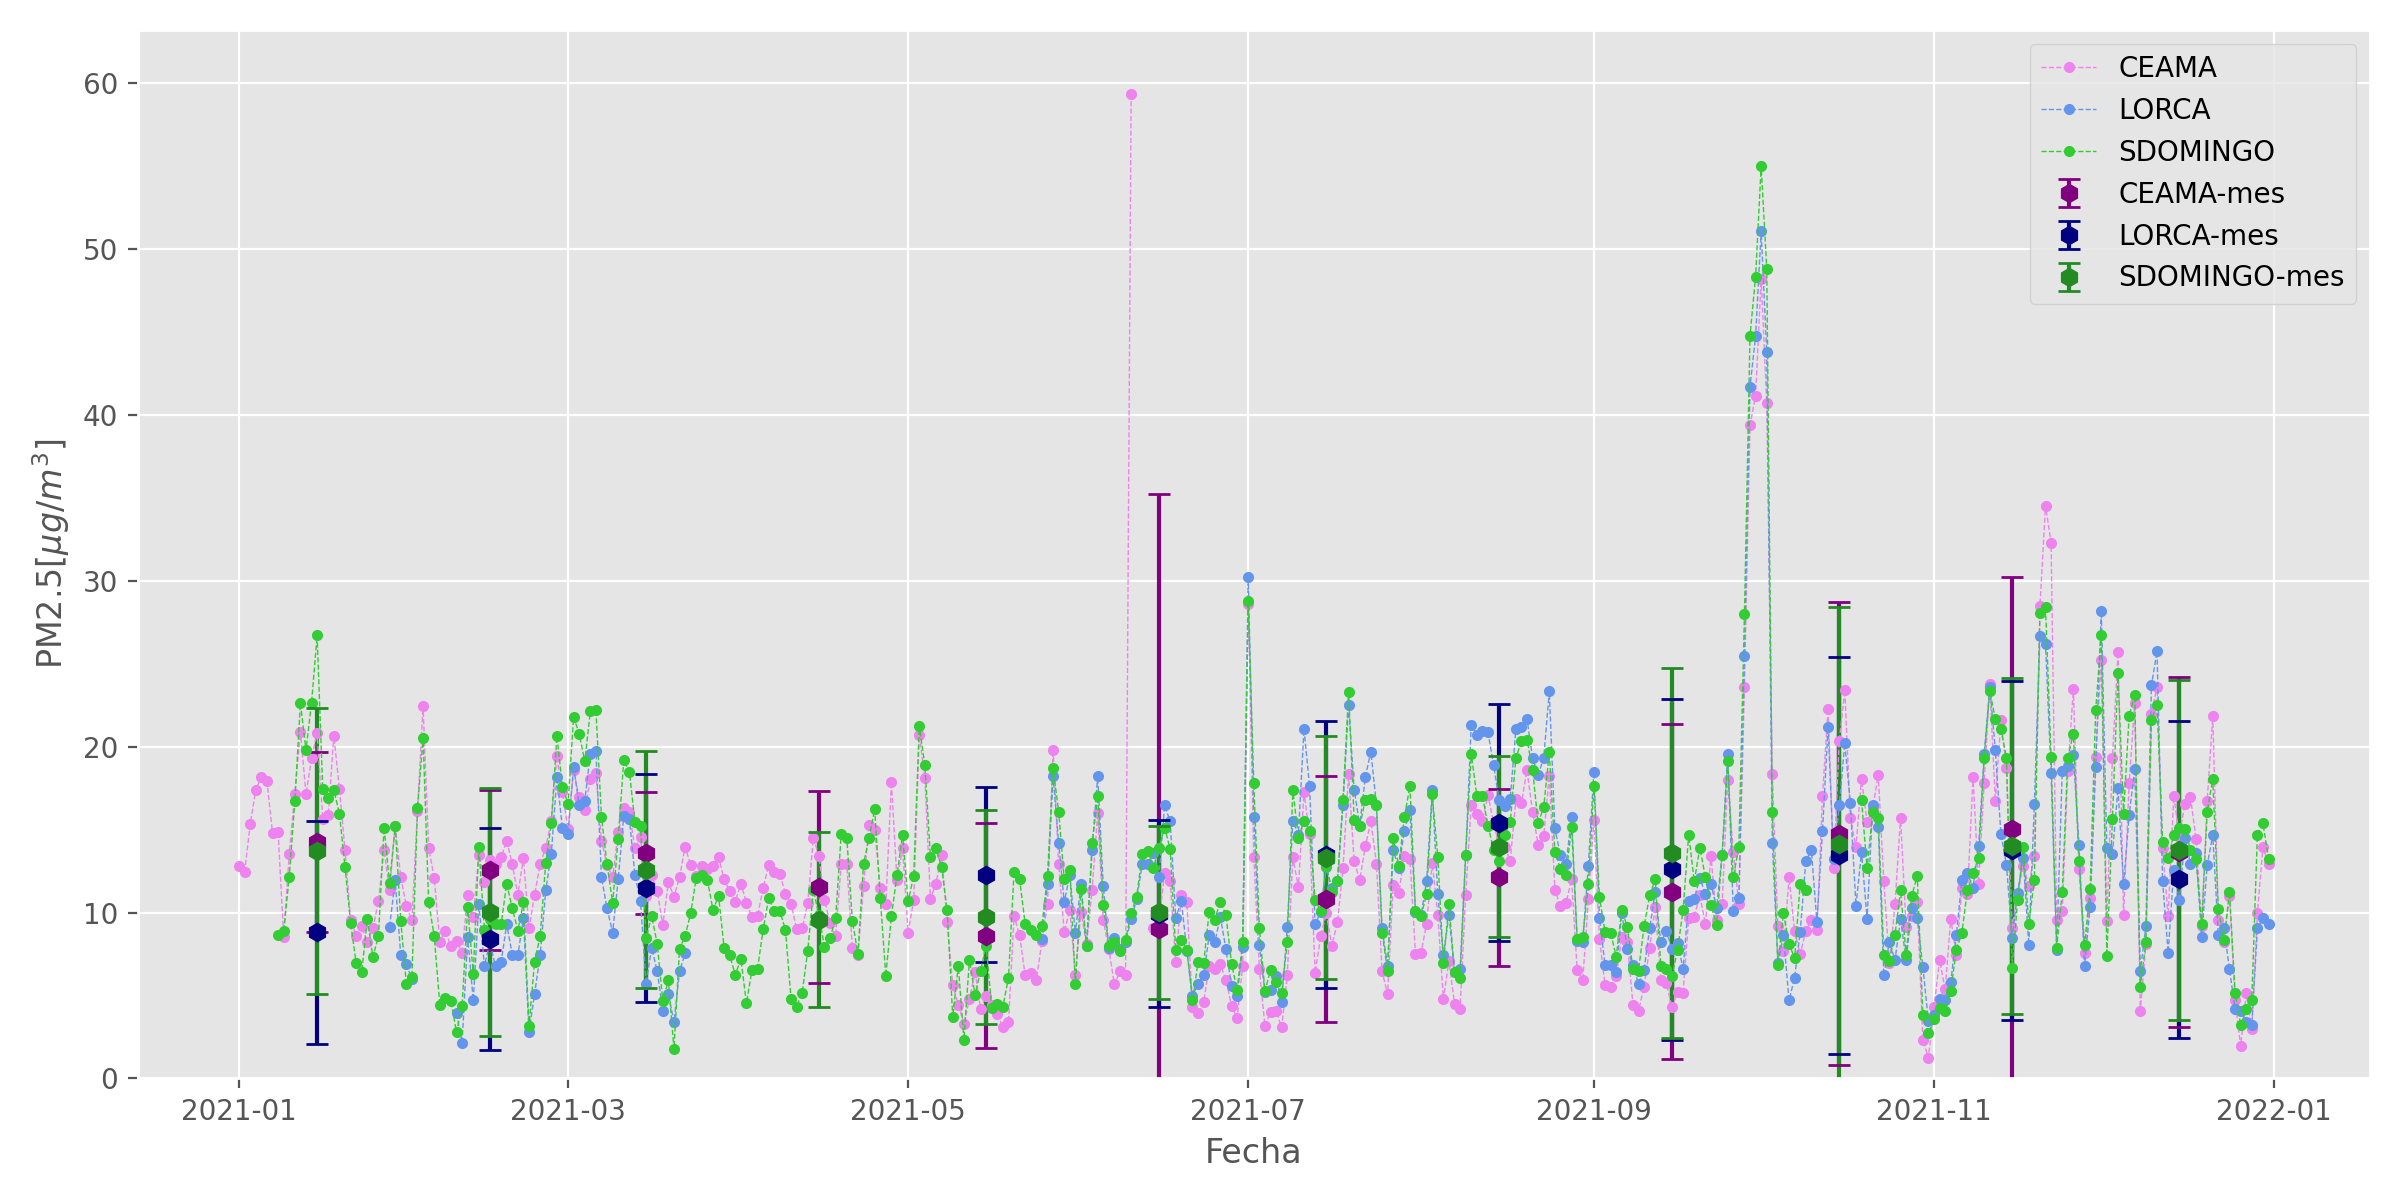 60
50
40
30
20
10
0
PM2.5[μg/m³]
2021-01
2021-03
2021-05
2021-07
2021-09
2021-11
2022-01
Fecha
CEAMA
LORCA
SDOMINGO
CEAMA-mes
LORCA-mes
SDOMINGO-mes